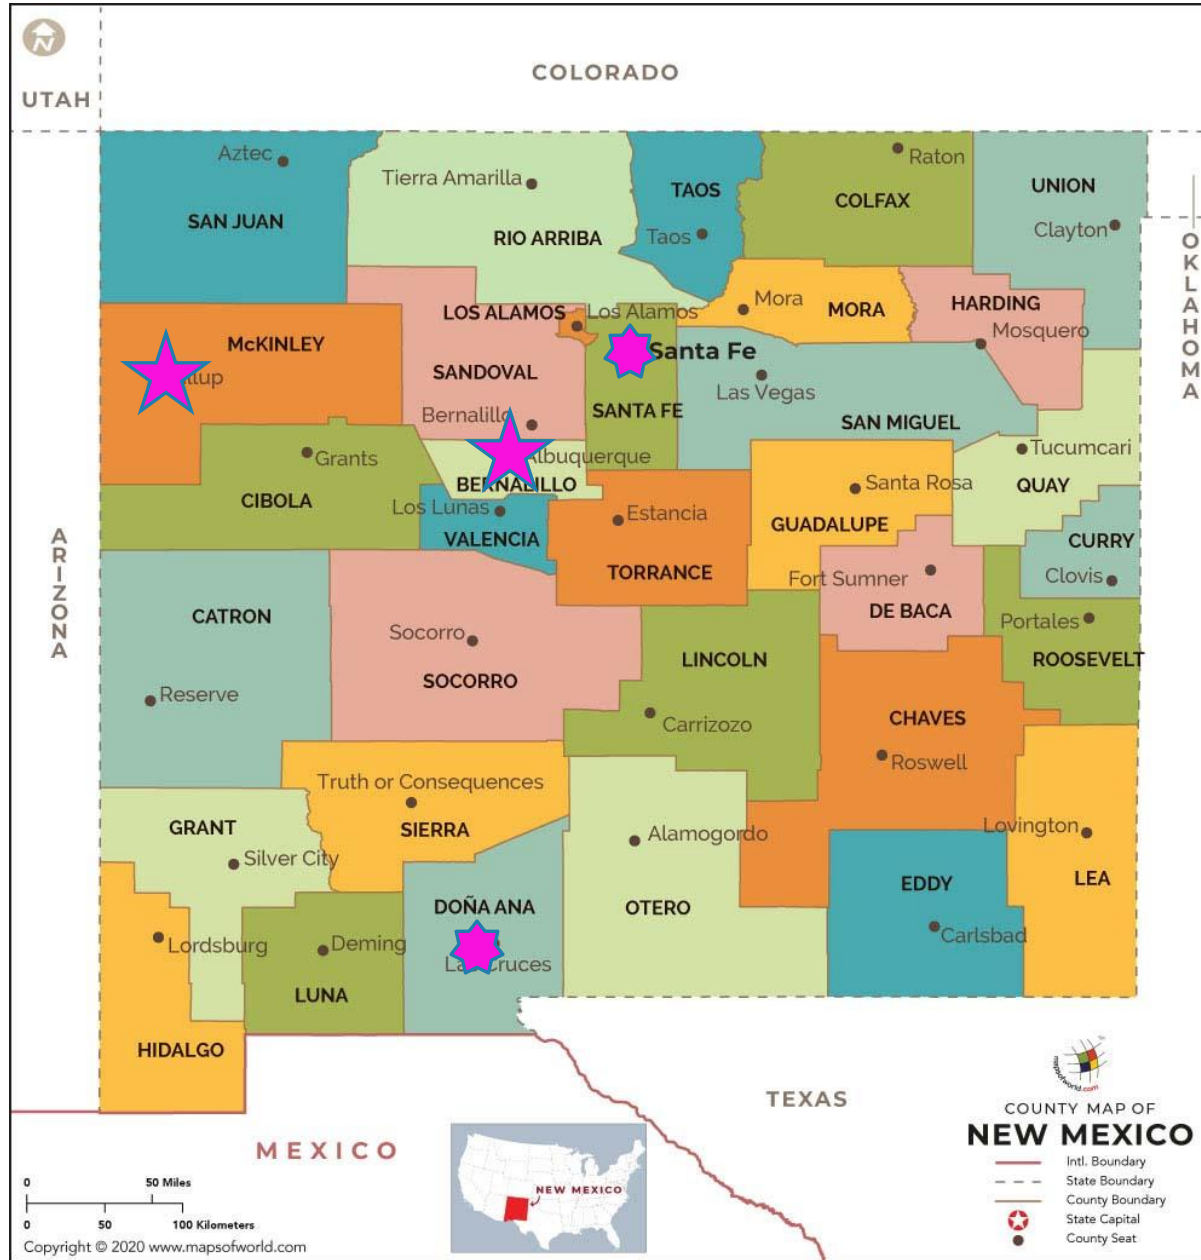 N
COLORADO
UTAH
Aztec
Raton
Tierra Amarilla
TAOS
UNION
COLFAX
SAN JUAN
Clayton
RIO ARRIBA
Taos
OKLAHOMA
Mora
HARDING
LOS ALAMOS
Los Alamos
MORA
Mosquero
McKINLEY
Santa Fe
SANDOVAL
Las Vegas
Bernalillo
SANTA FE
SAN MIGUEL
Tucumcari
Grants
Albuquerque
BERNALILLO
Santa Rosa
QUAY
CIBOLA
Los Lunas
Estancia
GUADALUPE
VALENCIA
CURRY
ARIZONA
TORRANCE
Fort Sumner
Clovis
CATRON
DE BACA
Portales
Socorro
LINCOLN
ROOSEVELT
SOCORRO
Reserve
CHAVES
Carrizozo
Roswell
Truth or Consequences
GRANT
SIERRA
Alamogordo
Lovington
Silver City
EDDY
LEA
DOÑA ANA
OTERO
Lordsburg
Deming
Carlsbad
Las Cruces
LUNA
HIDALGO
TEXAS
MEXICO
mapsofworld.com
COUNTY MAP OF
NEW MEXICO
Intl. Boundary
State Boundary
County Boundary
State Capital
County Seat
NEW MEXICO
0 50 Miles
0 50 100 Kilometers
Copyright © 2020 www.mapsofworld.com